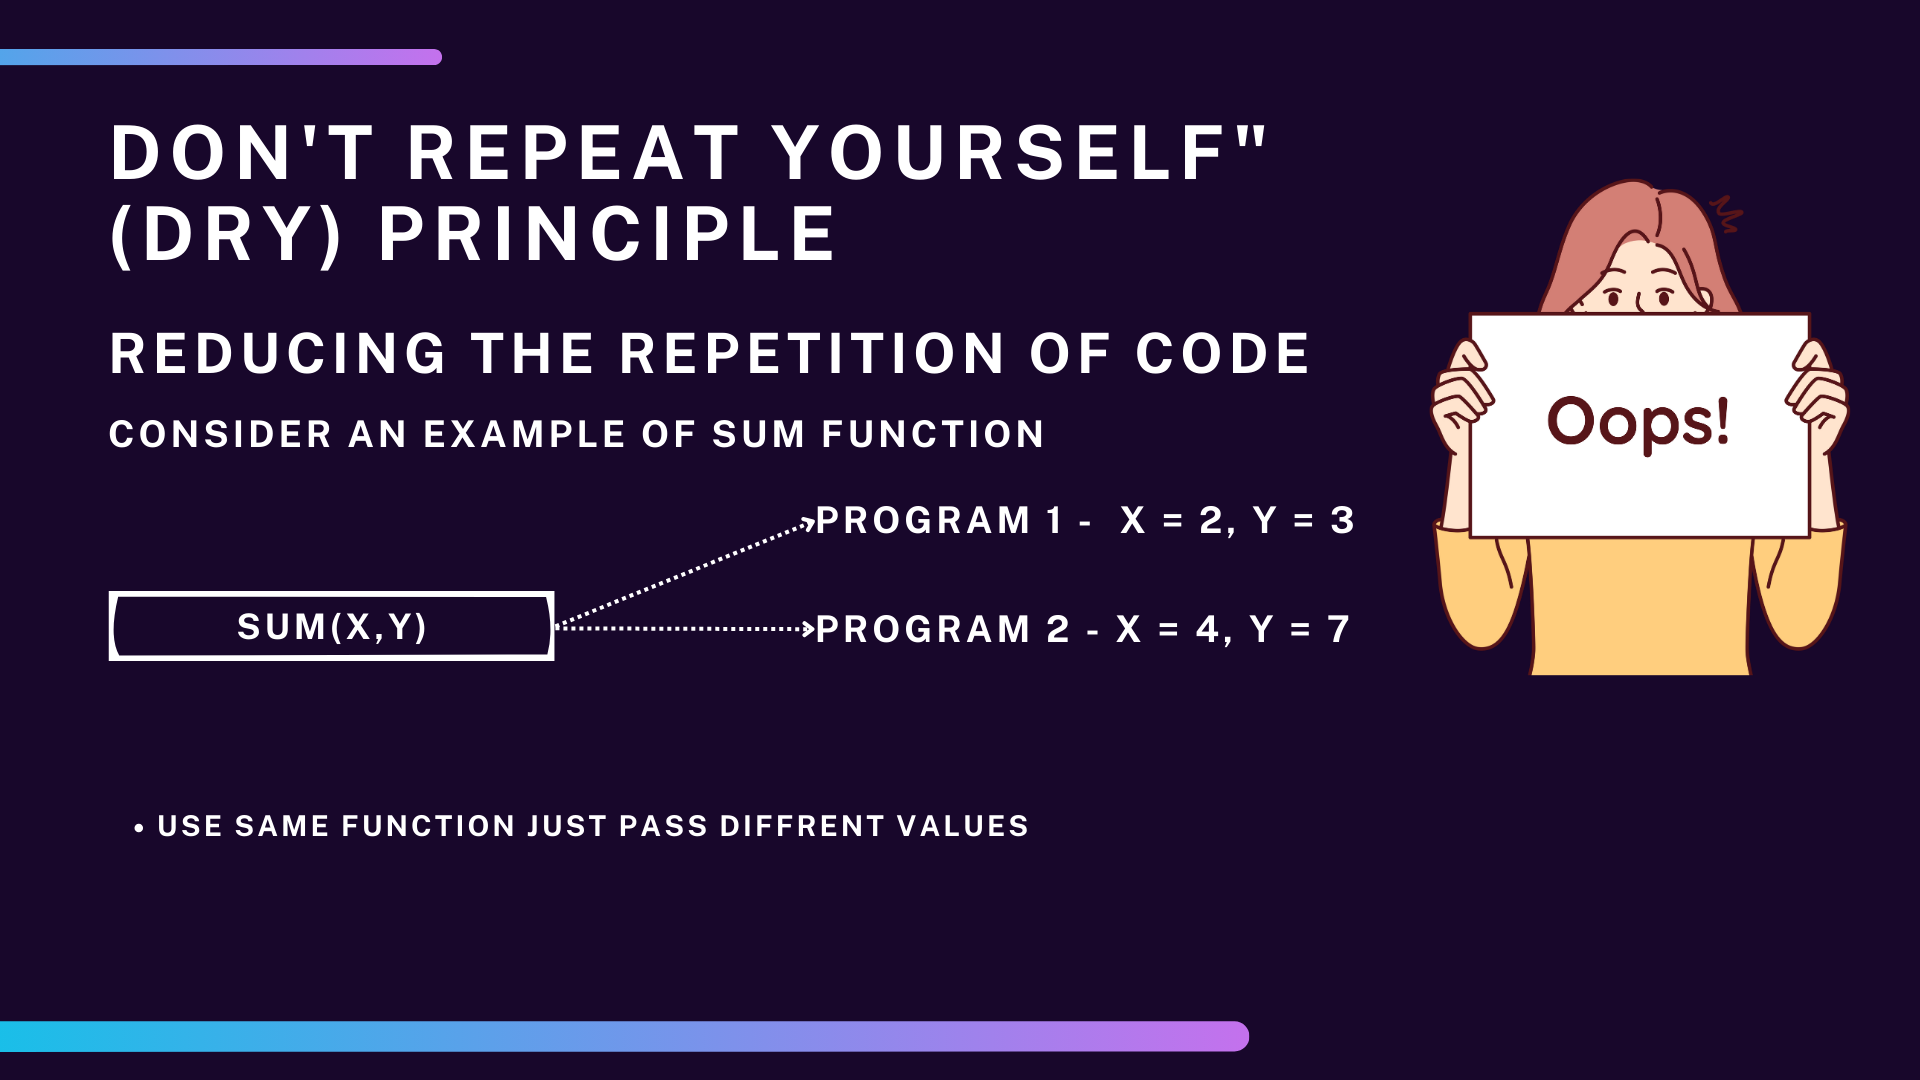 DON'T REPEAT YOURSELF"
(DRY) PRINCIPLE
REDUCING THE REPETITION OF CODE
CONSIDER AN EXAMPLE OF SUM FUNCTION
PROGRAM 1 -  X = 2, Y = 3
SUM(X,Y)
PROGRAM 2 - X = 4, Y = 7
• USE SAME FUNCTION JUST PASS DIFFRENT VALUES
Oops!